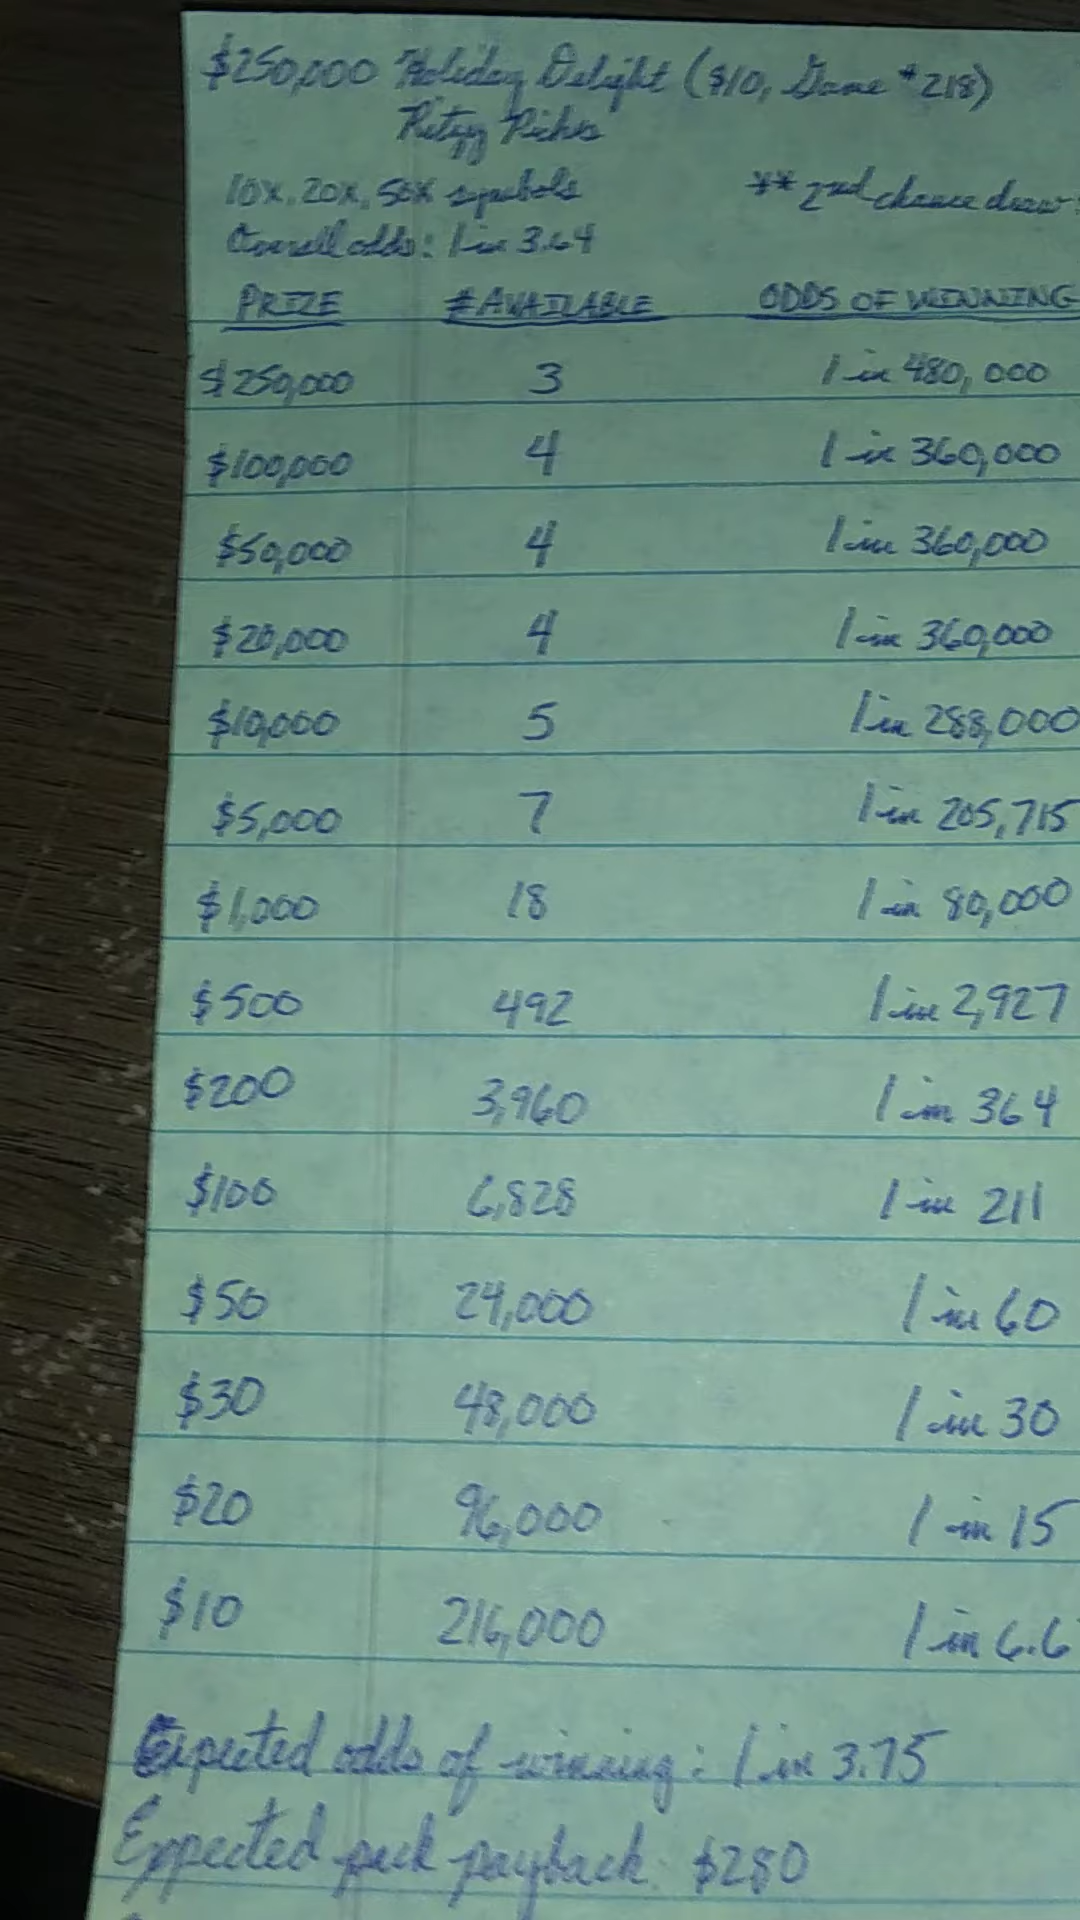 $250,000 Holiday Delight ($10, Game #218)
Ritzy Picks
10X, 20X, 50X symbols **2nd chance draw
Overall odds: 1 in 3.64
PRIZE #AVAILABLE ODDS OF WINNING
$250,000 3 1 in 480,000
$100,000 4 1 in 360,000
$50,000 4 1 in 360,000
$20,000 4 1 in 360,000
$10,000 5 1 in 288,000
$5,000 7 1 in 205,715
$1,000 18 1 in 80,000
$500 492 1 in 2,927
$200 3,960 1 in 364
$100 6,828 1 in 211
$50 24,000 1 in 60
$30 48,000 1 in 30
$20 96,000 1 in 15
$10 216,000 1 in 6.6
Expected odds of winning: 1 in 3.75
Expected pack payback: $280